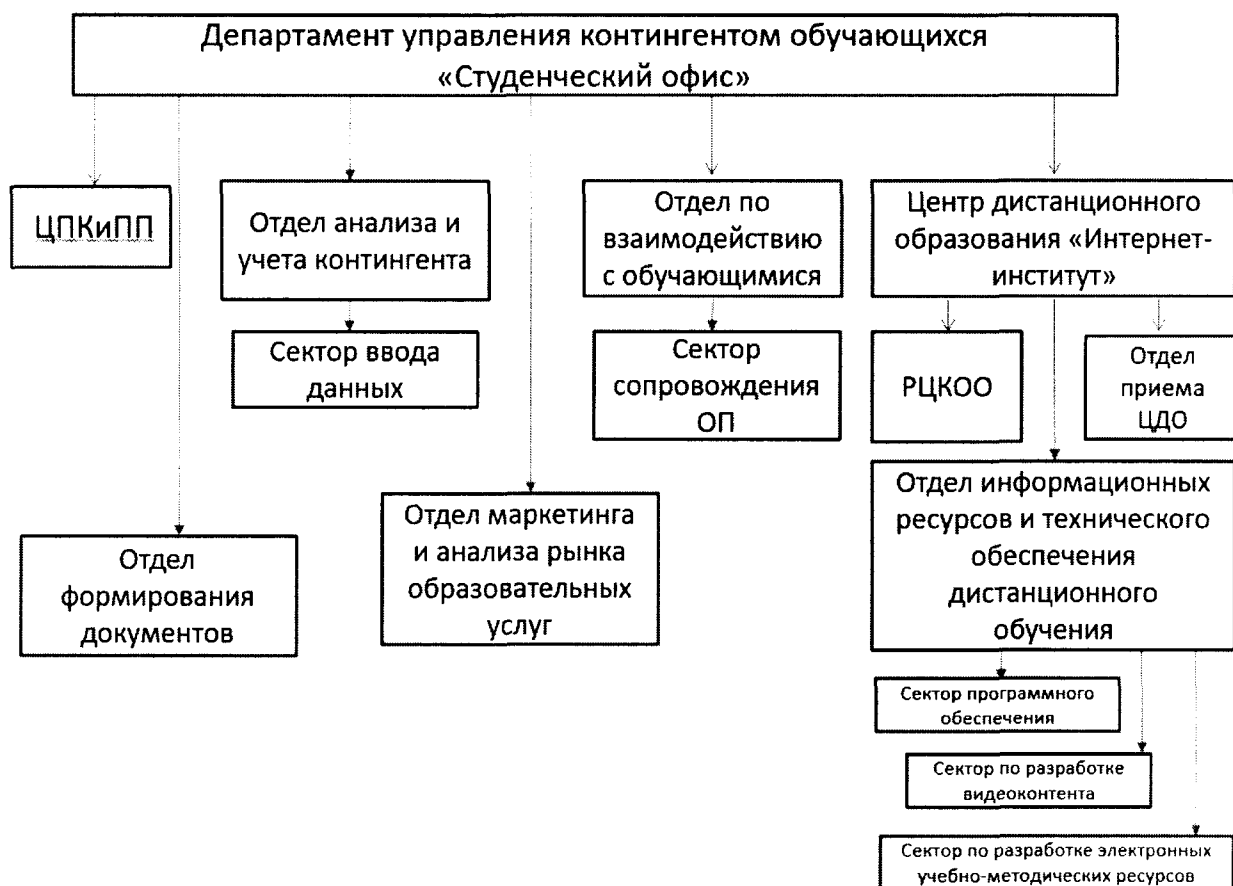 Департамент управления контингентом обучающихся
«Студенческий офис»
ЦПКиПП
Отдел анализа и
учета контингента
Отдел по
взаимодействию
с обучающимися
Центр дистанционного
образования «Интернет-
институт»
Сектор ввода
данных
Сектор
сопровождения
ОП
РЦКОО
Отдел
приема
ЦДО
Отдел
формирования
документов
Отдел маркетинга
и анализа рынка
образовательных
услуг
Отдел информационных
ресурсов и технического
обеспечения
дистанционного
обучения
Сектор программного
обеспечения
Сектор по разработке
видеоконтента
Сектор по разработке электронных
учебно-методических ресурсов